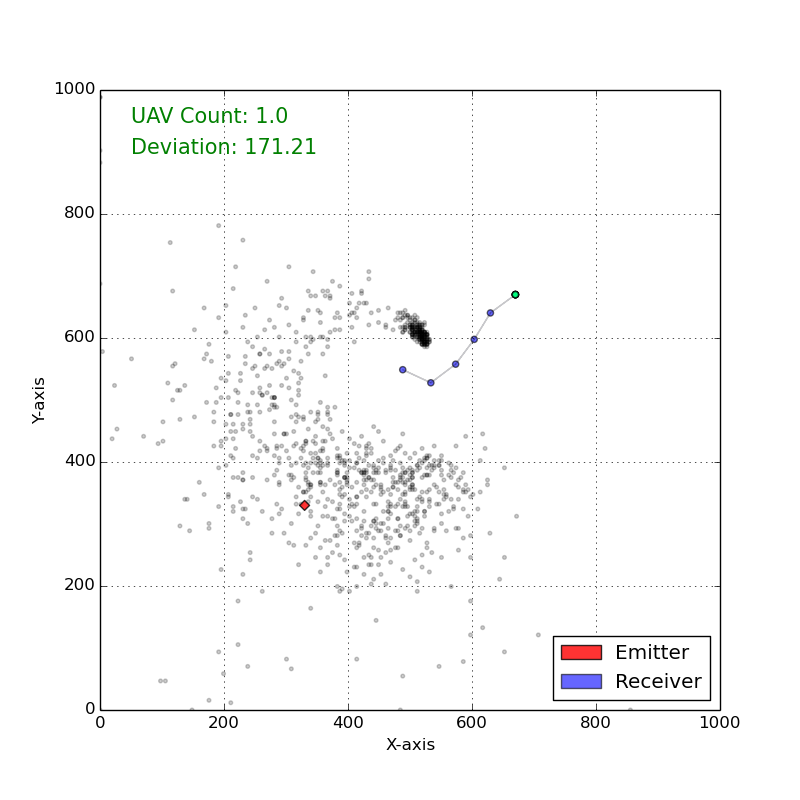 UAV Count: 1.0
Deviation: 171.21
1000
800
600
400
200
0
Y-axis
0 200 400 600 800 1000
X-axis
Emitter
Receiver